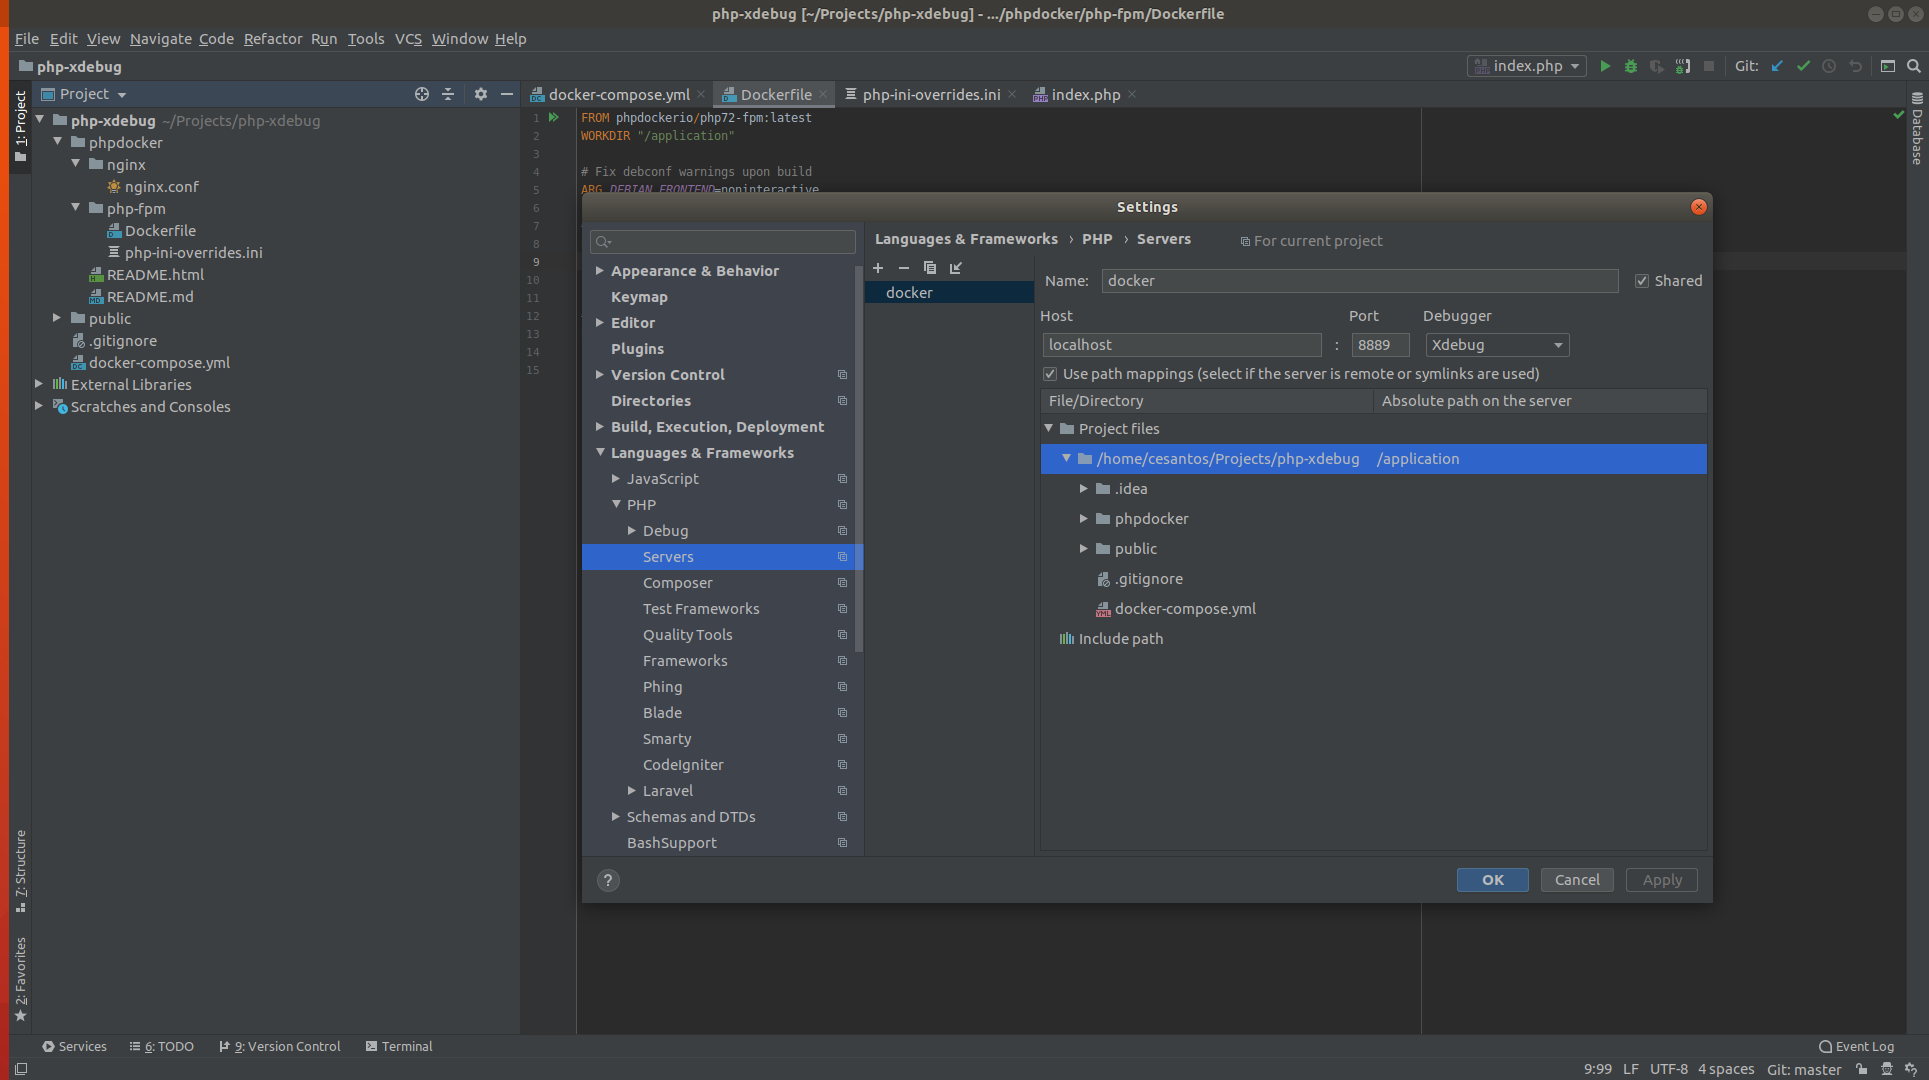 php-xdebug [~/Projects/php-xdebug] - .../phpdocker/php-fpm/Dockerfile
File Edit View Navigate Code Refactor Run Tools VCS Window Help
php-xdebug
index.php
Git:
1: Project
Project
docker-compose.yml
Dockerfile
php-ini-overrides.ini
index.php
Database
php-xdebug ~/Projects/php-xdebug
phpdocker
nginx
nginx.conf
php-fpm
Dockerfile
php-ini-overrides.ini
README.html
README.md
public
.gitignore
docker-compose.yml
External Libraries
Scratches and Consoles
1 FROM phpdockerio/php72-fpm:latest
2 WORKDIR "/application"
3
4 # Fix debconf warnings upon build
5 ARG DEBIAN_FRONTEND=noninteractive
6
7
8
9
10
11
12
13
14
15
Settings
Appearance & Behavior
Keymap
Editor
Plugins
Version Control
Directories
Build, Execution, Deployment
Languages & Frameworks
JavaScript
PHP
Debug
Servers
Composer
Test Frameworks
Quality Tools
Frameworks
Phing
Blade
Smarty
CodeIgniter
Laravel
Schemas and DTDs
BashSupport
Languages & Frameworks › PHP › Servers
For current project
docker
Name: docker
Shared
Host Port Debugger
localhost : 8889 Xdebug
Use path mappings (select if the server is remote or symlinks are used)
File/Directory Absolute path on the server
Project files
/home/cesantos/Projects/php-xdebug /application
.idea
phpdocker
public
.gitignore
docker-compose.yml
Include path
?
OK
Cancel
Apply
7: Structure
2: Favorites
Services
6: TODO
9: Version Control
Terminal
Event Log
9:99 LF UTF-8 4 spaces Git: master